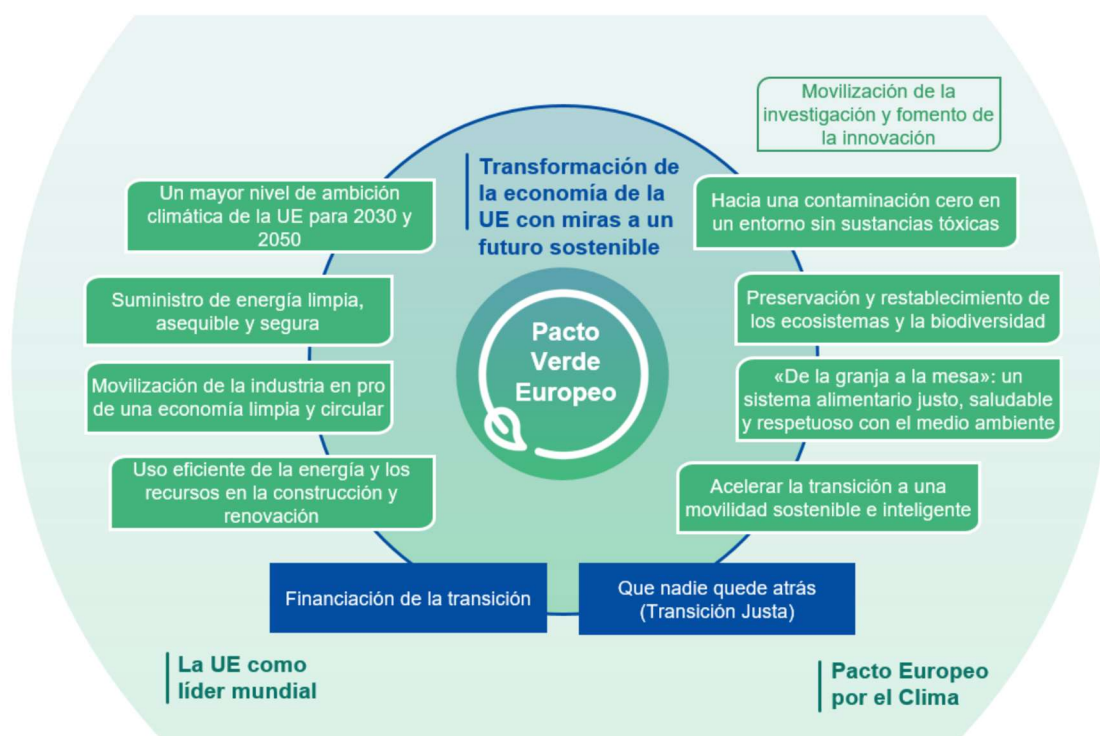 Movilización de la
investigación y fomento de
la innovación
Transformación de
la economía de la
UE con miras a un
futuro sostenible
Un mayor nivel de ambición
climática de la UE para 2030 y
2050
Hacia una contaminación cero en
un entorno sin sustancias tóxicas
Suministro de energía limpia,
asequible y segura
Preservación y restablecimiento de
los ecosistemas y la biodiversidad
Pacto
Verde
Europeo
Movilización de la industria en pro
de una economía limpia y circular
«De la granja a la mesa»: un
sistema alimentario justo, saludable
y respetuoso con el medio ambiente
Uso eficiente de la energía y los
recursos en la construcción y
renovación
Acelerar la transición a una
movilidad sostenible e inteligente
Financiación de la transición
Que nadie quede atrás
(Transición Justa)
La UE como
líder mundial
Pacto Europeo
por el Clima